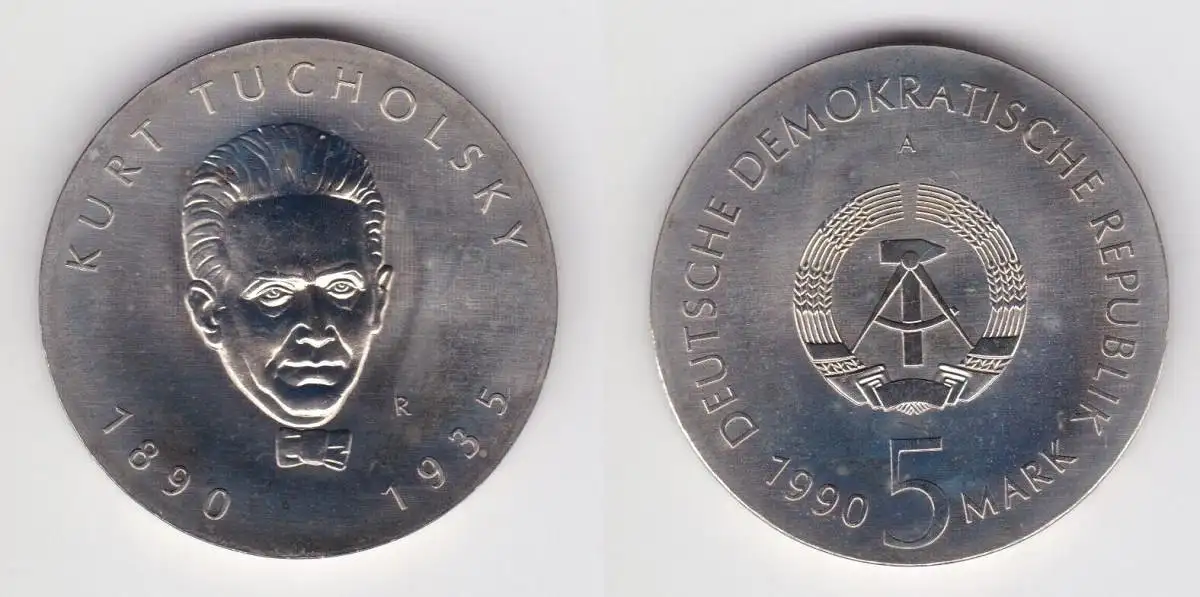 KURT TUCHOLSKY
R
1890 1935
DEUTSCHE DEMOKRATISCHE REPUBLIK
A
1990 5 MARK